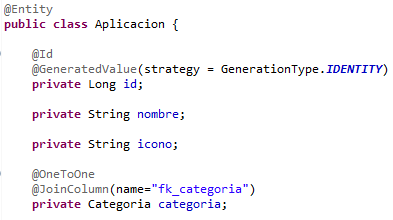 @Entity
public class Aplicacion {
@Id
@GeneratedValue(strategy = GenerationType.IDENTITY)
private Long id;
private String nombre;
private String icono;
@OneToOne
@JoinColumn(name="fk_categoria")
private Categoria categoria;